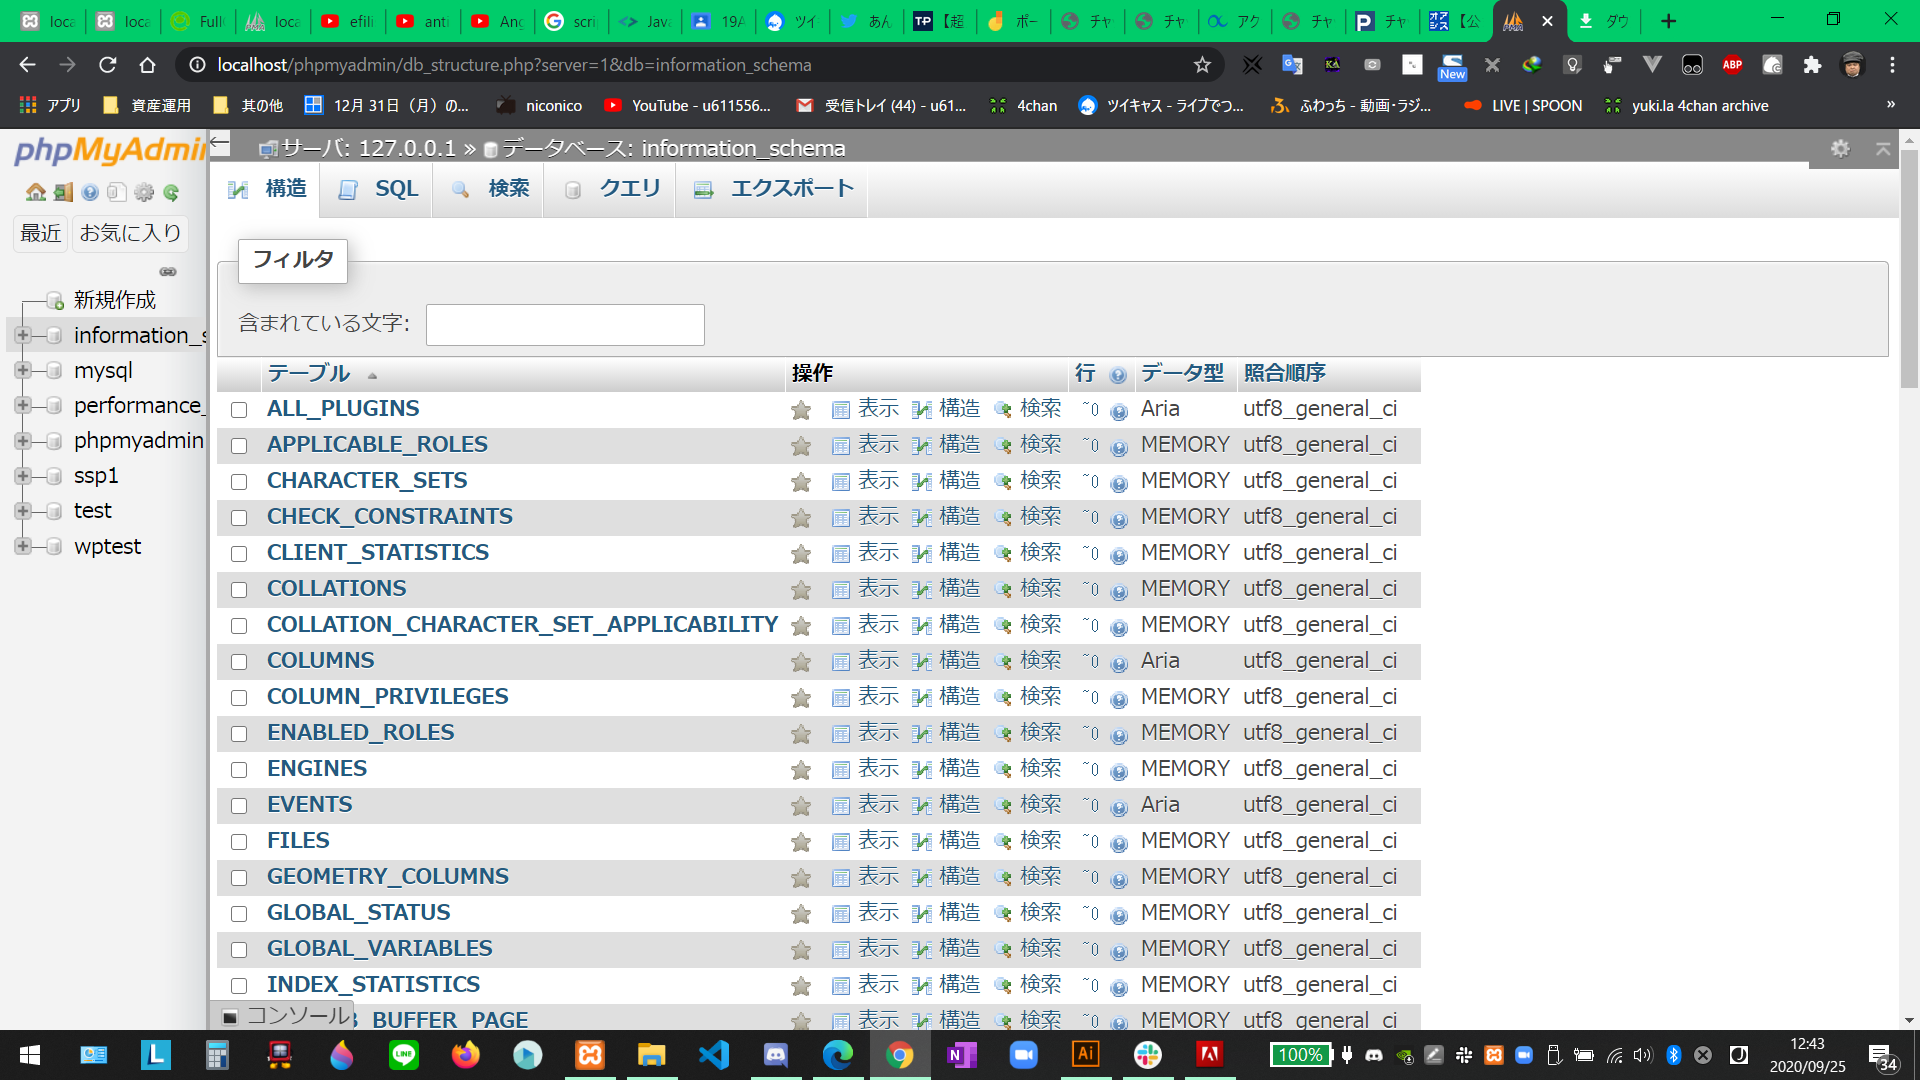 loca
loca
Full
loca
efili
anti
Ang
scri
Java
19A
ツイ
あん
【超
ボー
チャ
チャ
アク
チャ
チャ
【公
ダウ
localhost/phpmyadmin/db_structure.php?server=1&db=information_schema
New
ABP
アプリ
資産運用
其の他
12月 31日（月）の...
niconico
YouTube - u611556...
受信トレイ (44) - u61...
4chan
ツイキャス - ライブでつ...
ふわっち - 動画・ラジ...
LIVE | SPOON
yuki.la 4chan archive
»
phpMyAdmin
最近
お気に入り
新規作成
information_s
mysql
performance_
phpmyadmin
ssp1
test
wptest
サーバ: 127.0.0.1 » データベース: information_schema
構造
SQL
検索
クエリ
エクスポート
フィルタ
含まれている文字:
テーブル 操作 行 データ型 照合順序
ALL_PLUGINS 表示 構造 検索 ~0 Aria utf8_general_ci
APPLICABLE_ROLES 表示 構造 検索 ~0 MEMORY utf8_general_ci
CHARACTER_SETS 表示 構造 検索 ~0 MEMORY utf8_general_ci
CHECK_CONSTRAINTS 表示 構造 検索 ~0 MEMORY utf8_general_ci
CLIENT_STATISTICS 表示 構造 検索 ~0 MEMORY utf8_general_ci
COLLATIONS 表示 構造 検索 ~0 MEMORY utf8_general_ci
COLLATION_CHARACTER_SET_APPLICABILITY 表示 構造 検索 ~0 MEMORY utf8_general_ci
COLUMNS 表示 構造 検索 ~0 Aria utf8_general_ci
COLUMN_PRIVILEGES 表示 構造 検索 ~0 MEMORY utf8_general_ci
ENABLED_ROLES 表示 構造 検索 ~0 MEMORY utf8_general_ci
ENGINES 表示 構造 検索 ~0 MEMORY utf8_general_ci
EVENTS 表示 構造 検索 ~0 Aria utf8_general_ci
FILES 表示 構造 検索 ~0 MEMORY utf8_general_ci
GEOMETRY_COLUMNS 表示 構造 検索 ~0 MEMORY utf8_general_ci
GLOBAL_STATUS 表示 構造 検索 ~0 MEMORY utf8_general_ci
GLOBAL_VARIABLES 表示 構造 検索 ~0 MEMORY utf8_general_ci
INDEX_STATISTICS 表示 構造 検索 ~0 MEMORY utf8_general_ci
BUFFER_PAGE 表示 構造 検索 ~0 MEMORY utf8_general_ci
コンソール
100%
12:43
2020/09/25
34